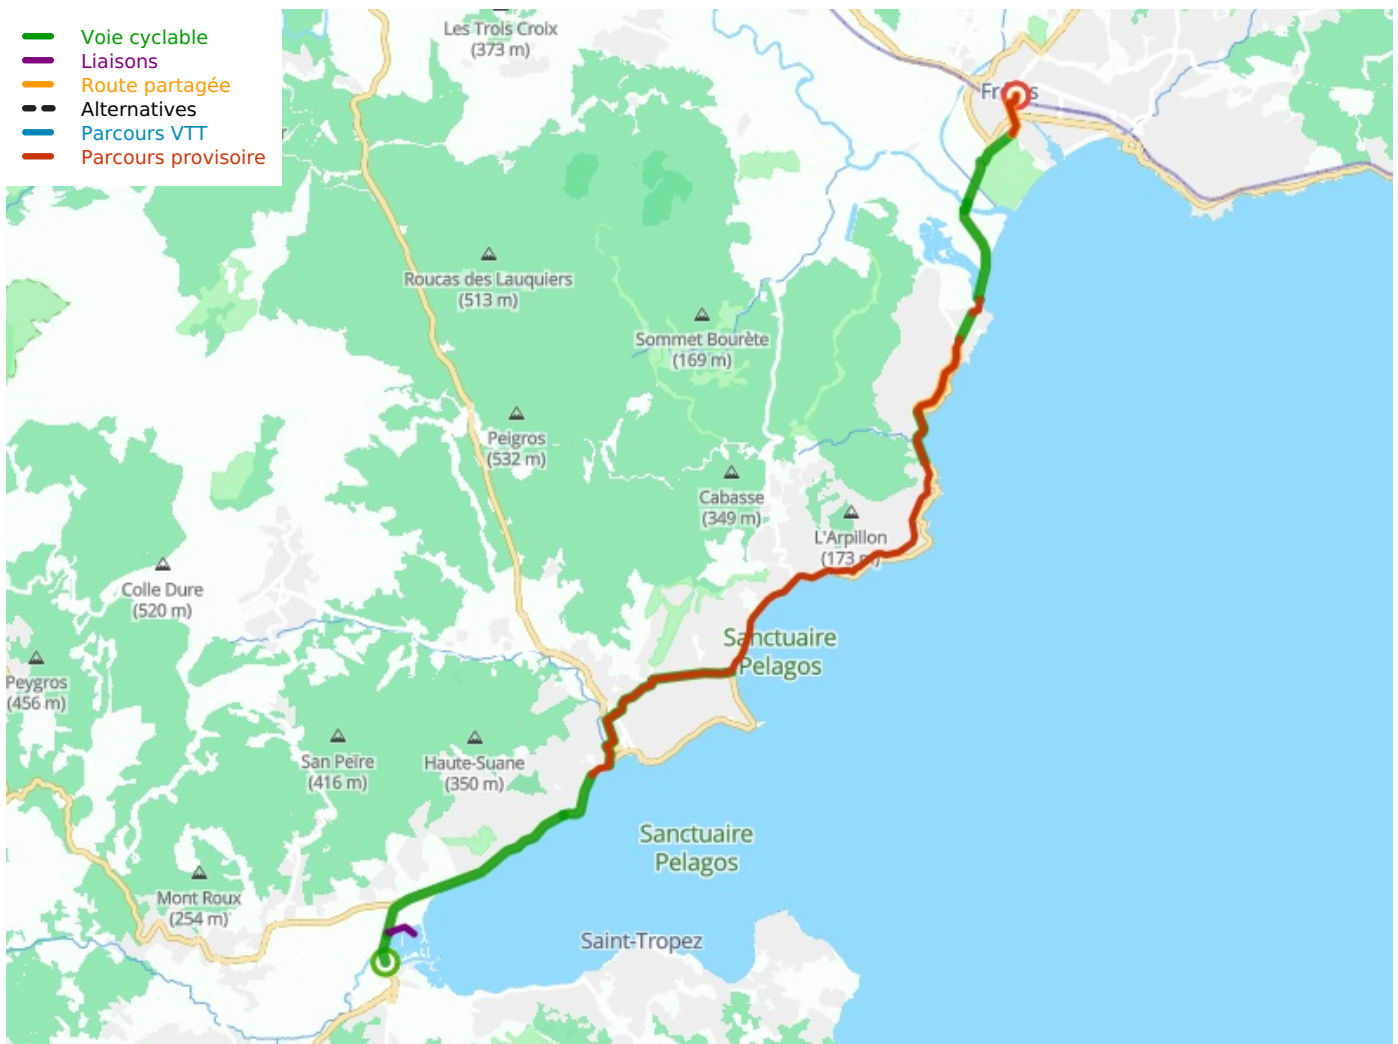 Voie cyclable
Liaisons
Route partagée
Alternatives
Parcours VTT
Parcours provisoire
Les Trois Croix
(373 m)
Roucas des Lauquiers
(513 m)
Sommet Bourète
(169 m)
Peigros
(532 m)
Cabasse
(349 m)
L'Arpillon
(173 m)
Colle Dure
(520 m)
Sanctuaire
Pelagos
Peygros
(456 m)
San Peïre
(416 m)
Haute-Suane
(350 m)
Sanctuaire
Pelagos
Mont Roux
(254 m)
Saint-Tropez